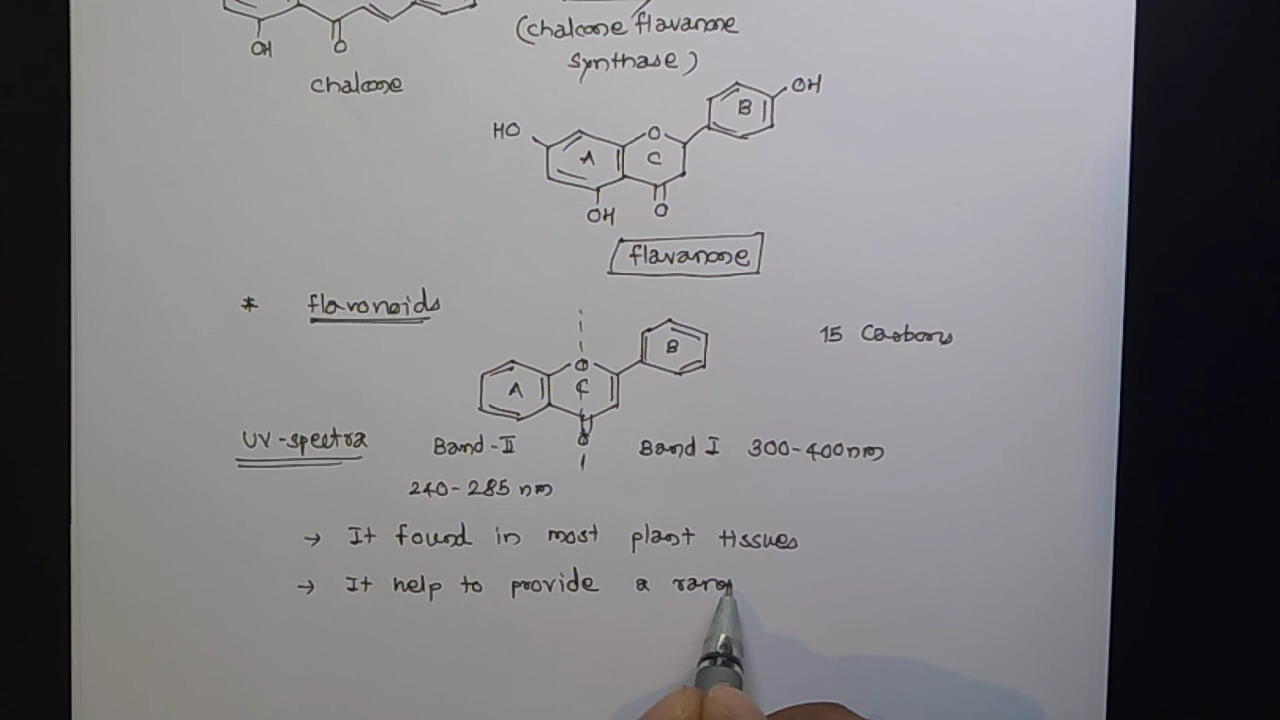 OH
O
(chalcone flavanone
synthase)
chalcone
OH
B
HO
O
A
C
OH
O
flavanone
* flavonoids
15 Carbons
B
O
A
C
O
UV-spectra Band-II Band I 300-400nm
240-285 nm
→ It found in most plant tissues
→ It help to provide a rang